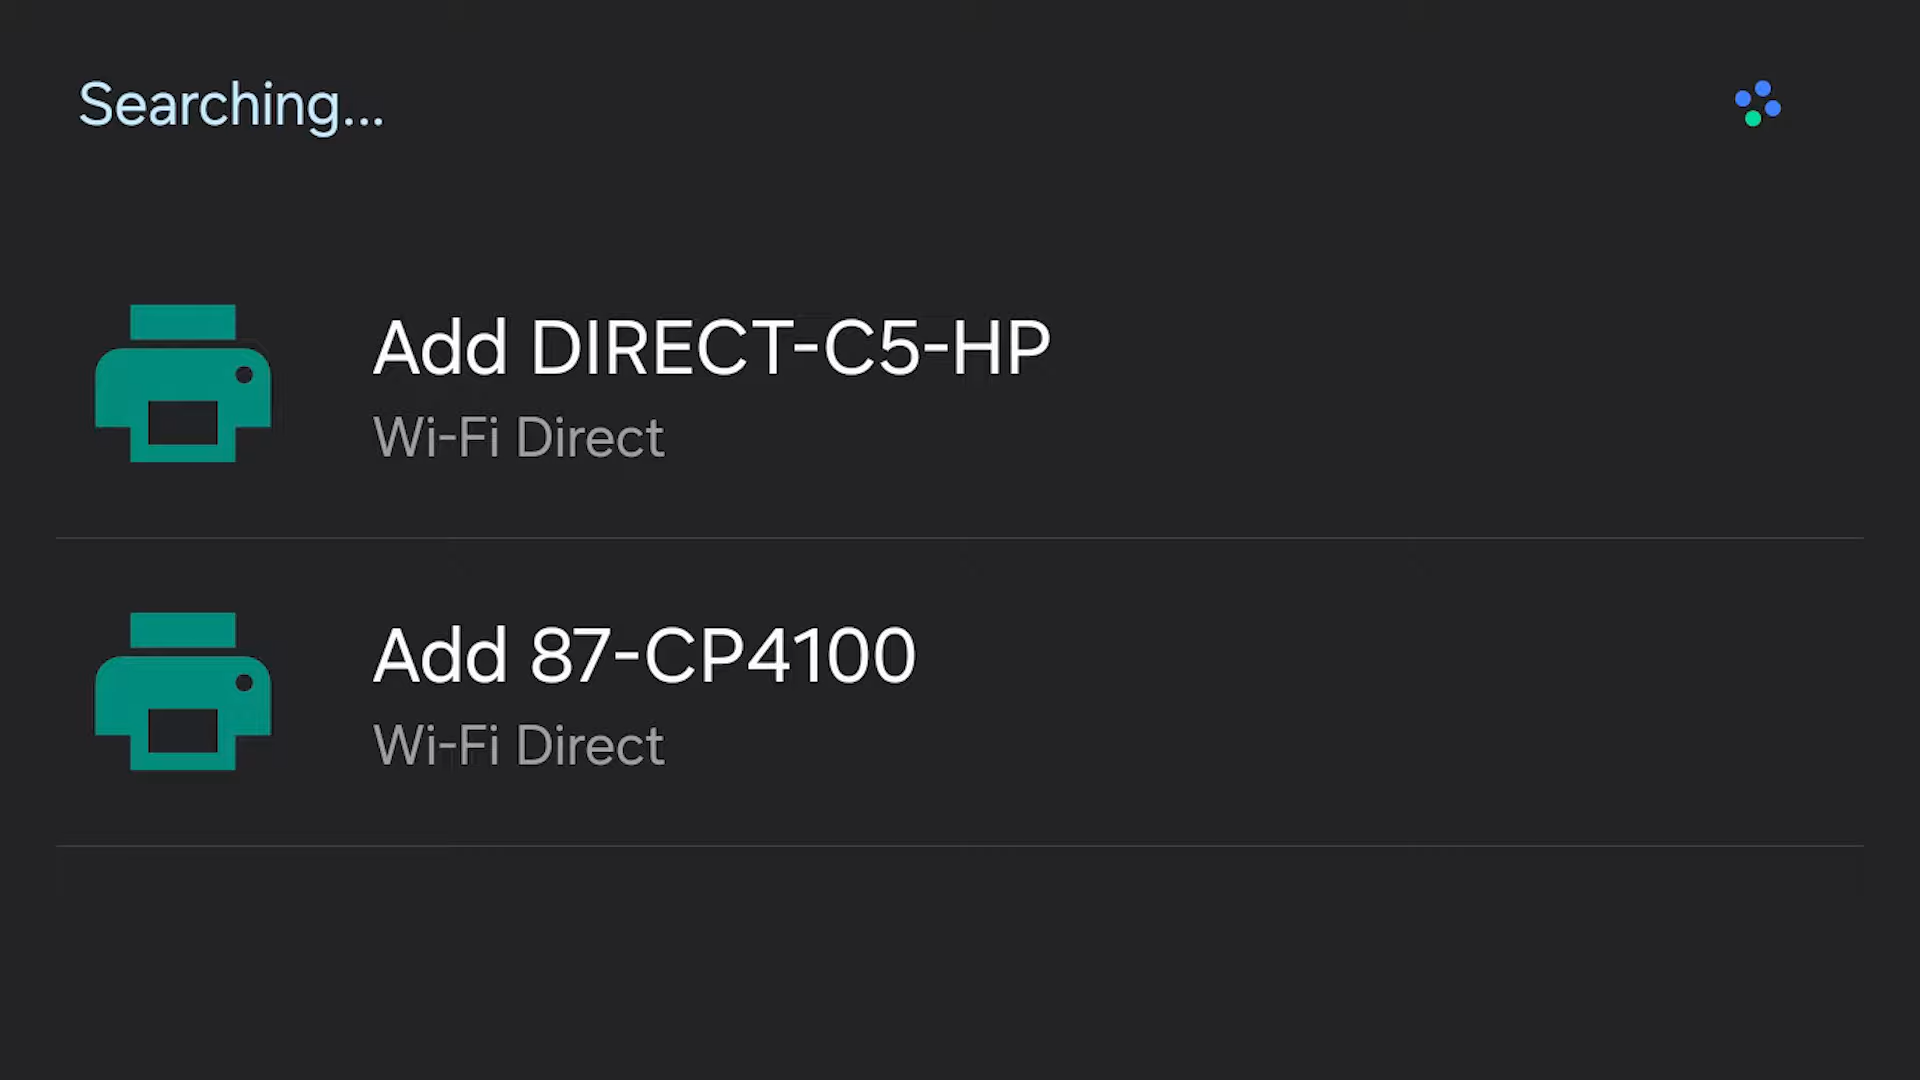 Searching...
Add DIRECT-C5-HP
Wi-Fi Direct
Add 87-CP4100
Wi-Fi Direct